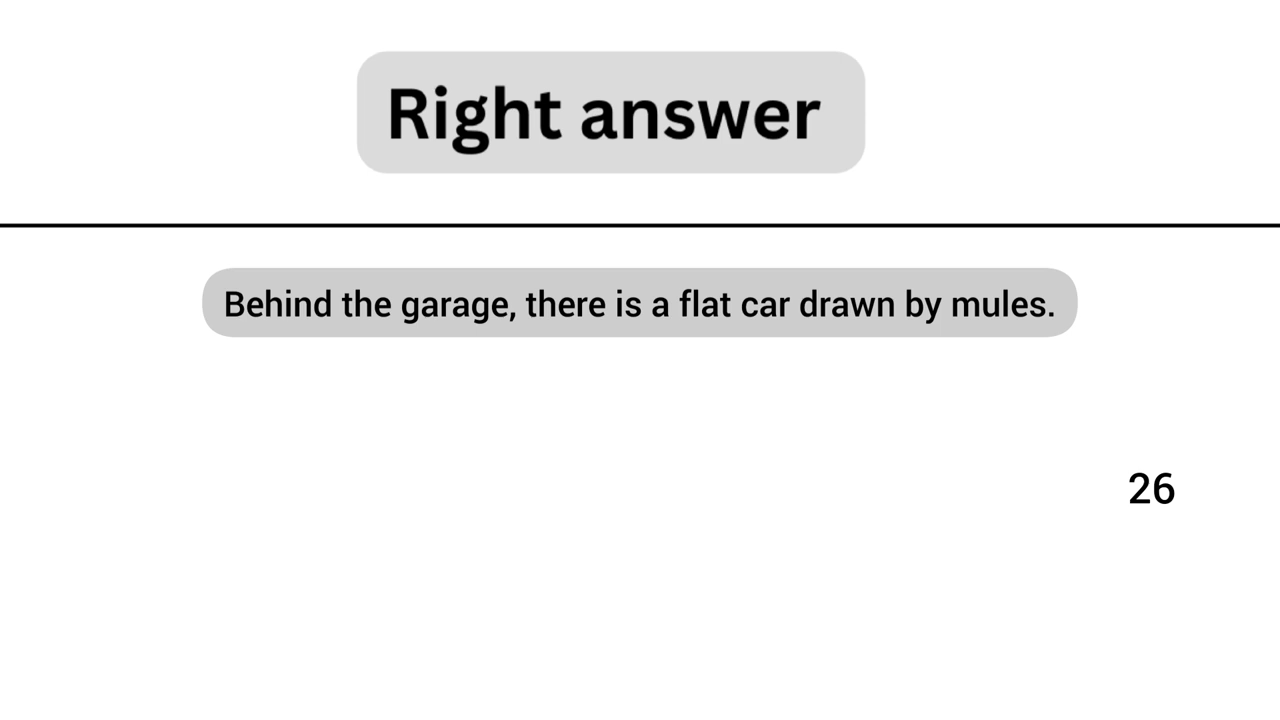 Right answer
Behind the garage, there is a flat car drawn by mules.
26